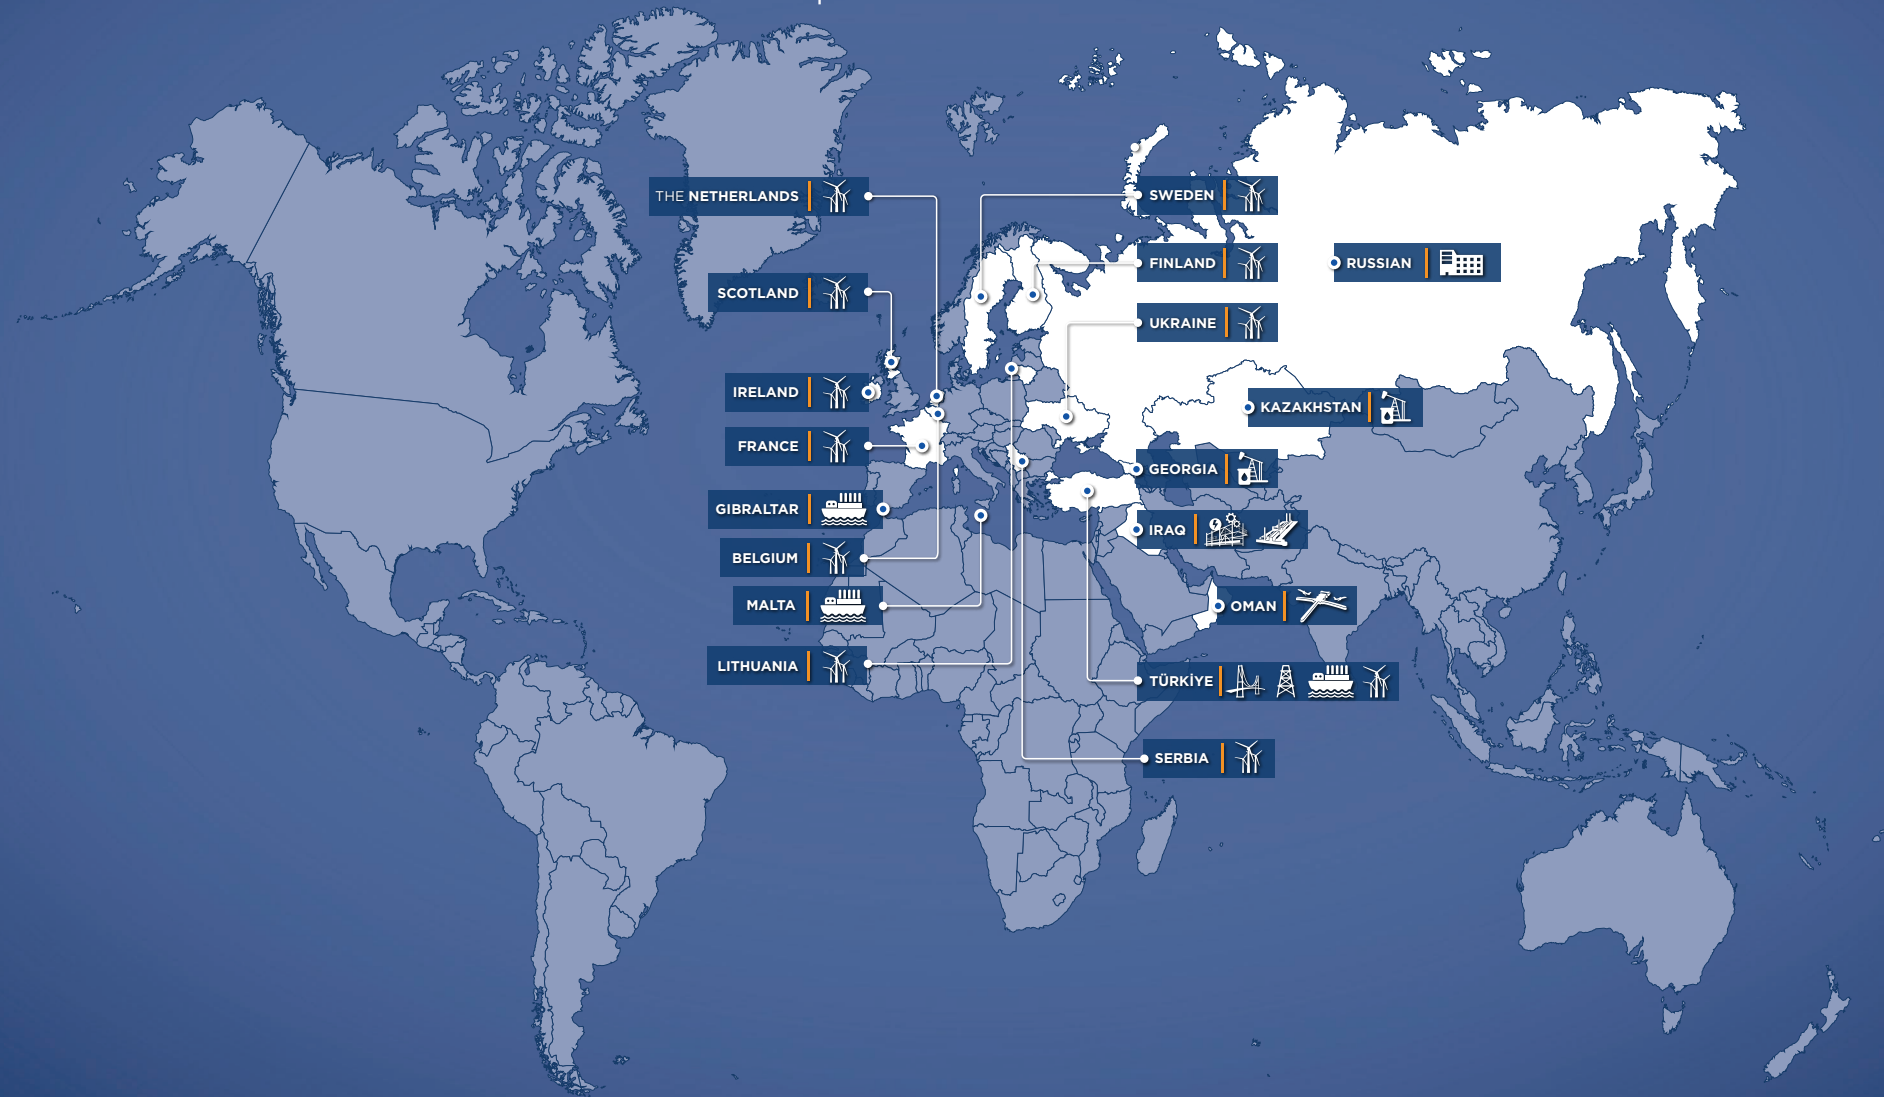 THE NETHERLANDS
SCOTLAND
IRELAND
FRANCE
GIBRALTAR
BELGIUM
MALTA
LITHUANIA
SWEDEN
FINLAND
UKRAINE
RUSSIAN
KAZAKHSTAN
GEORGIA
IRAQ
OMAN
TÜRKİYE
SERBIA